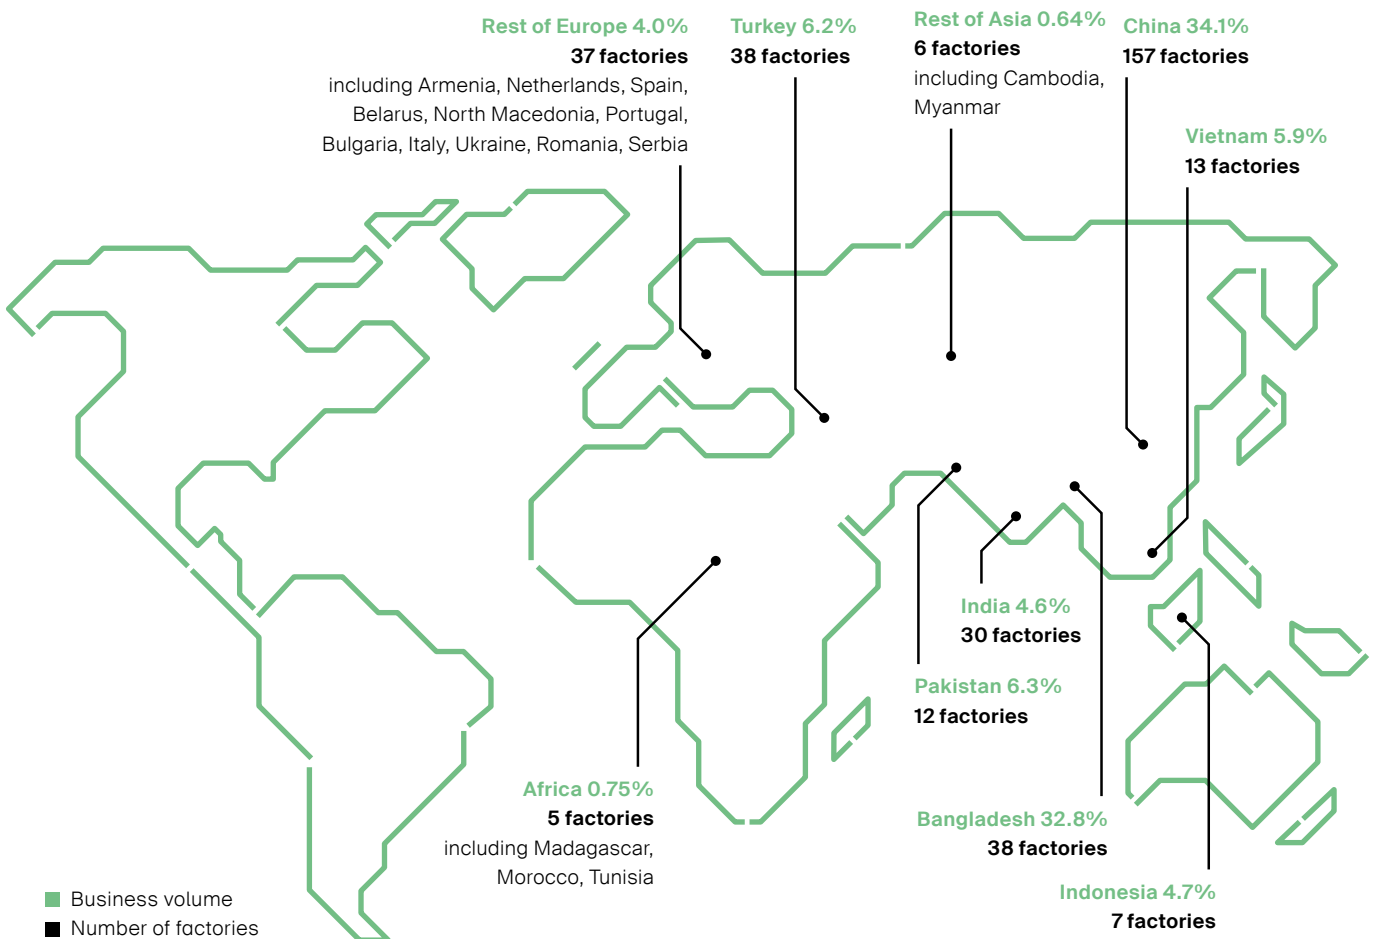 Rest of Europe 4.0%
37 factories
including Armenia, Netherlands, Spain,
Belarus, North Macedonia, Portugal,
Bulgaria, Italy, Ukraine, Romania, Serbia
Turkey 6.2%
38 factories
Rest of Asia 0.64%
6 factories
including Cambodia,
Myanmar
China 34.1%
157 factories
Vietnam 5.9%
13 factories
India 4.6%
30 factories
Pakistan 6.3%
12 factories
Africa 0.75%
5 factories
including Madagascar,
Morocco, Tunisia
Bangladesh 32.8%
38 factories
Indonesia 4.7%
7 factories
Business volume
Number of factories